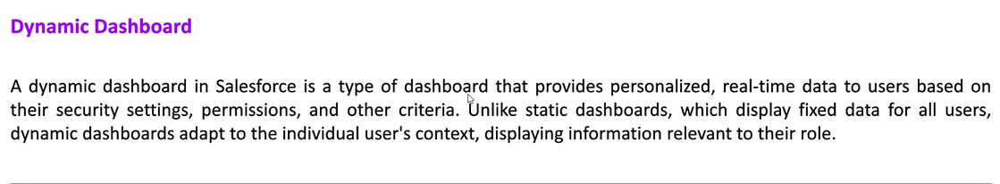 Dynamic Dashboard
A dynamic dashboard in Salesforce is a type of dashboard that provides personalized, real-time data to users based on
their security settings, permissions, and other criteria. Unlike static dashboards, which display fixed data for all users,
dynamic dashboards adapt to the individual user's context, displaying information relevant to their role.